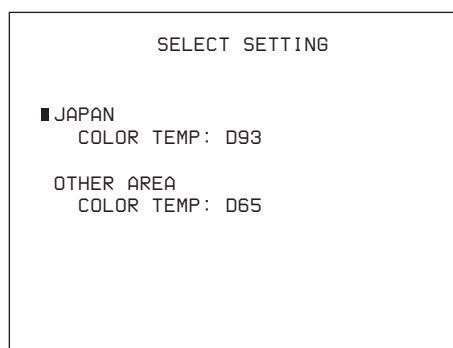 SELECT SETTING
JAPAN
COLOR TEMP: D93
OTHER AREA
COLOR TEMP: D65